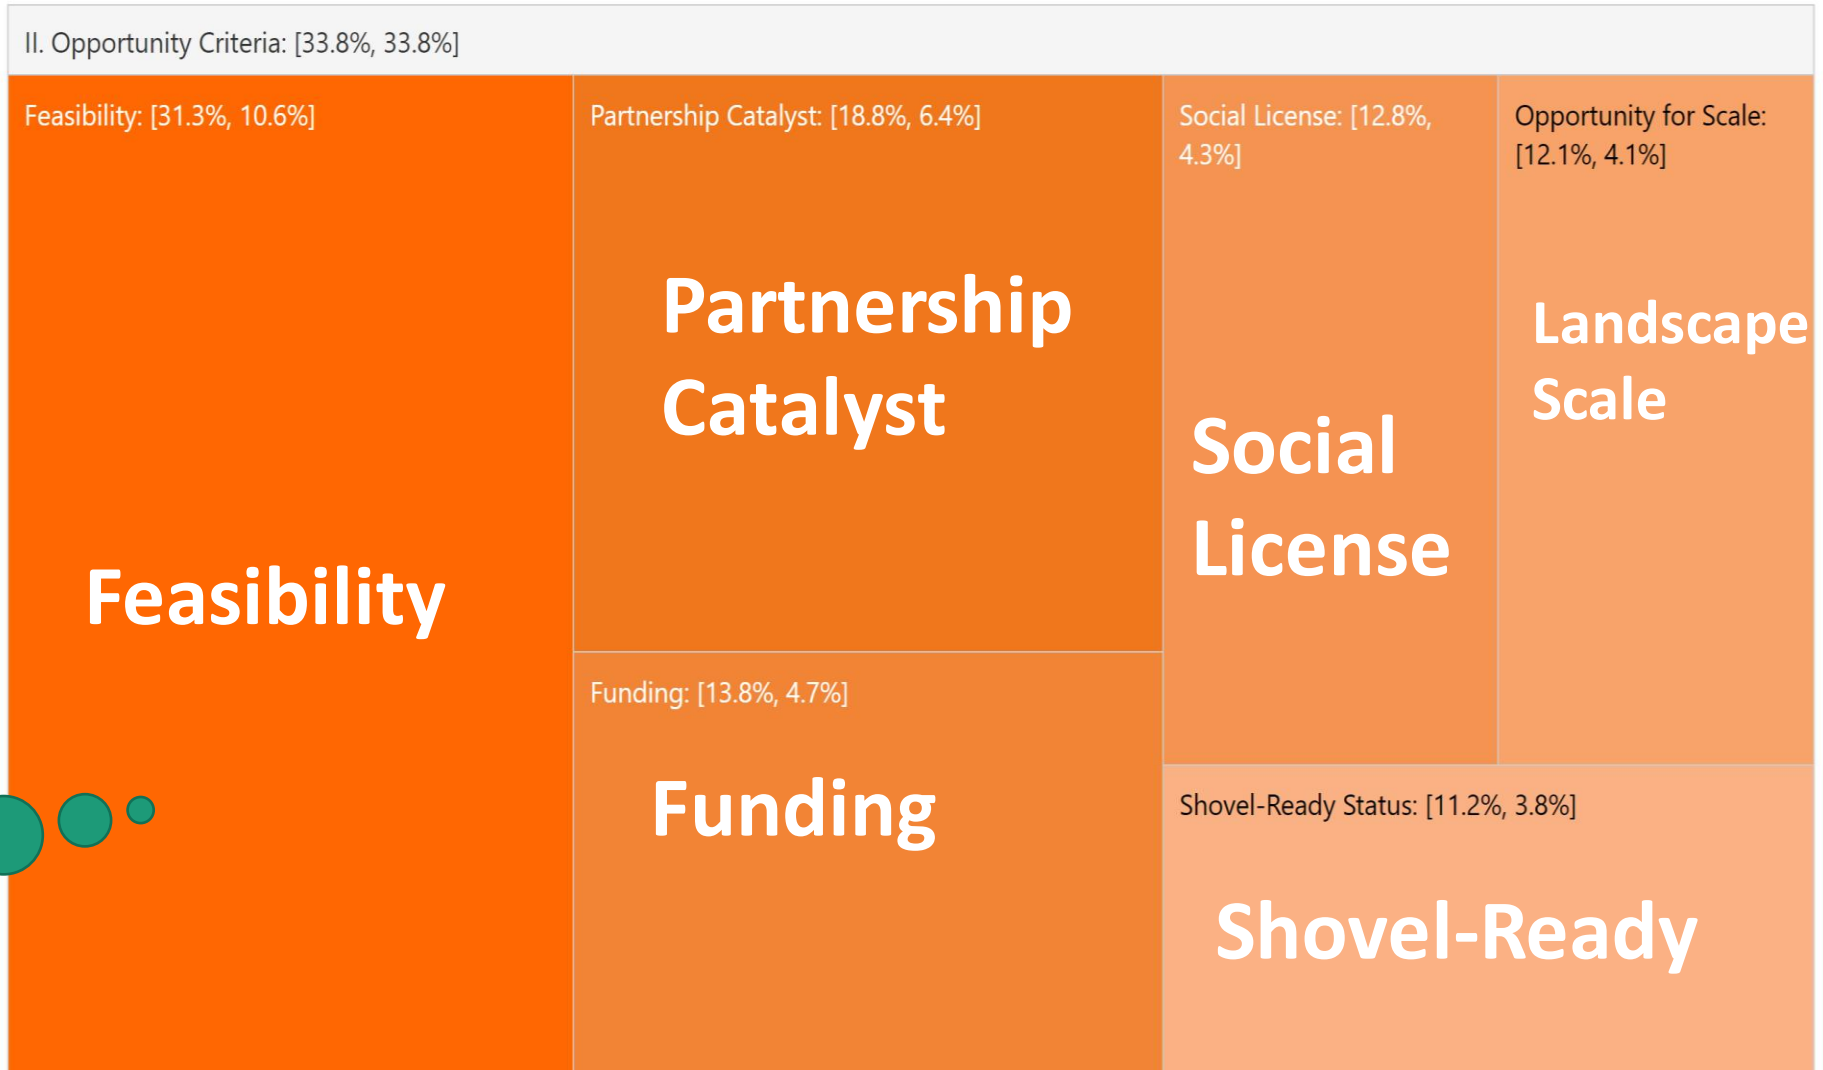 II. Opportunity Criteria: [33.8%, 33.8%]
Feasibility: [31.3%, 10.6%]
Feasibility
Partnership Catalyst: [18.8%, 6.4%]
Partnership
Catalyst
Funding: [13.8%, 4.7%]
Funding
Social License: [12.8%,
4.3%]
Social
License
Opportunity for Scale:
[12.1%, 4.1%]
Landscape
Scale
Shovel-Ready Status: [11.2%, 3.8%]
Shovel-Ready